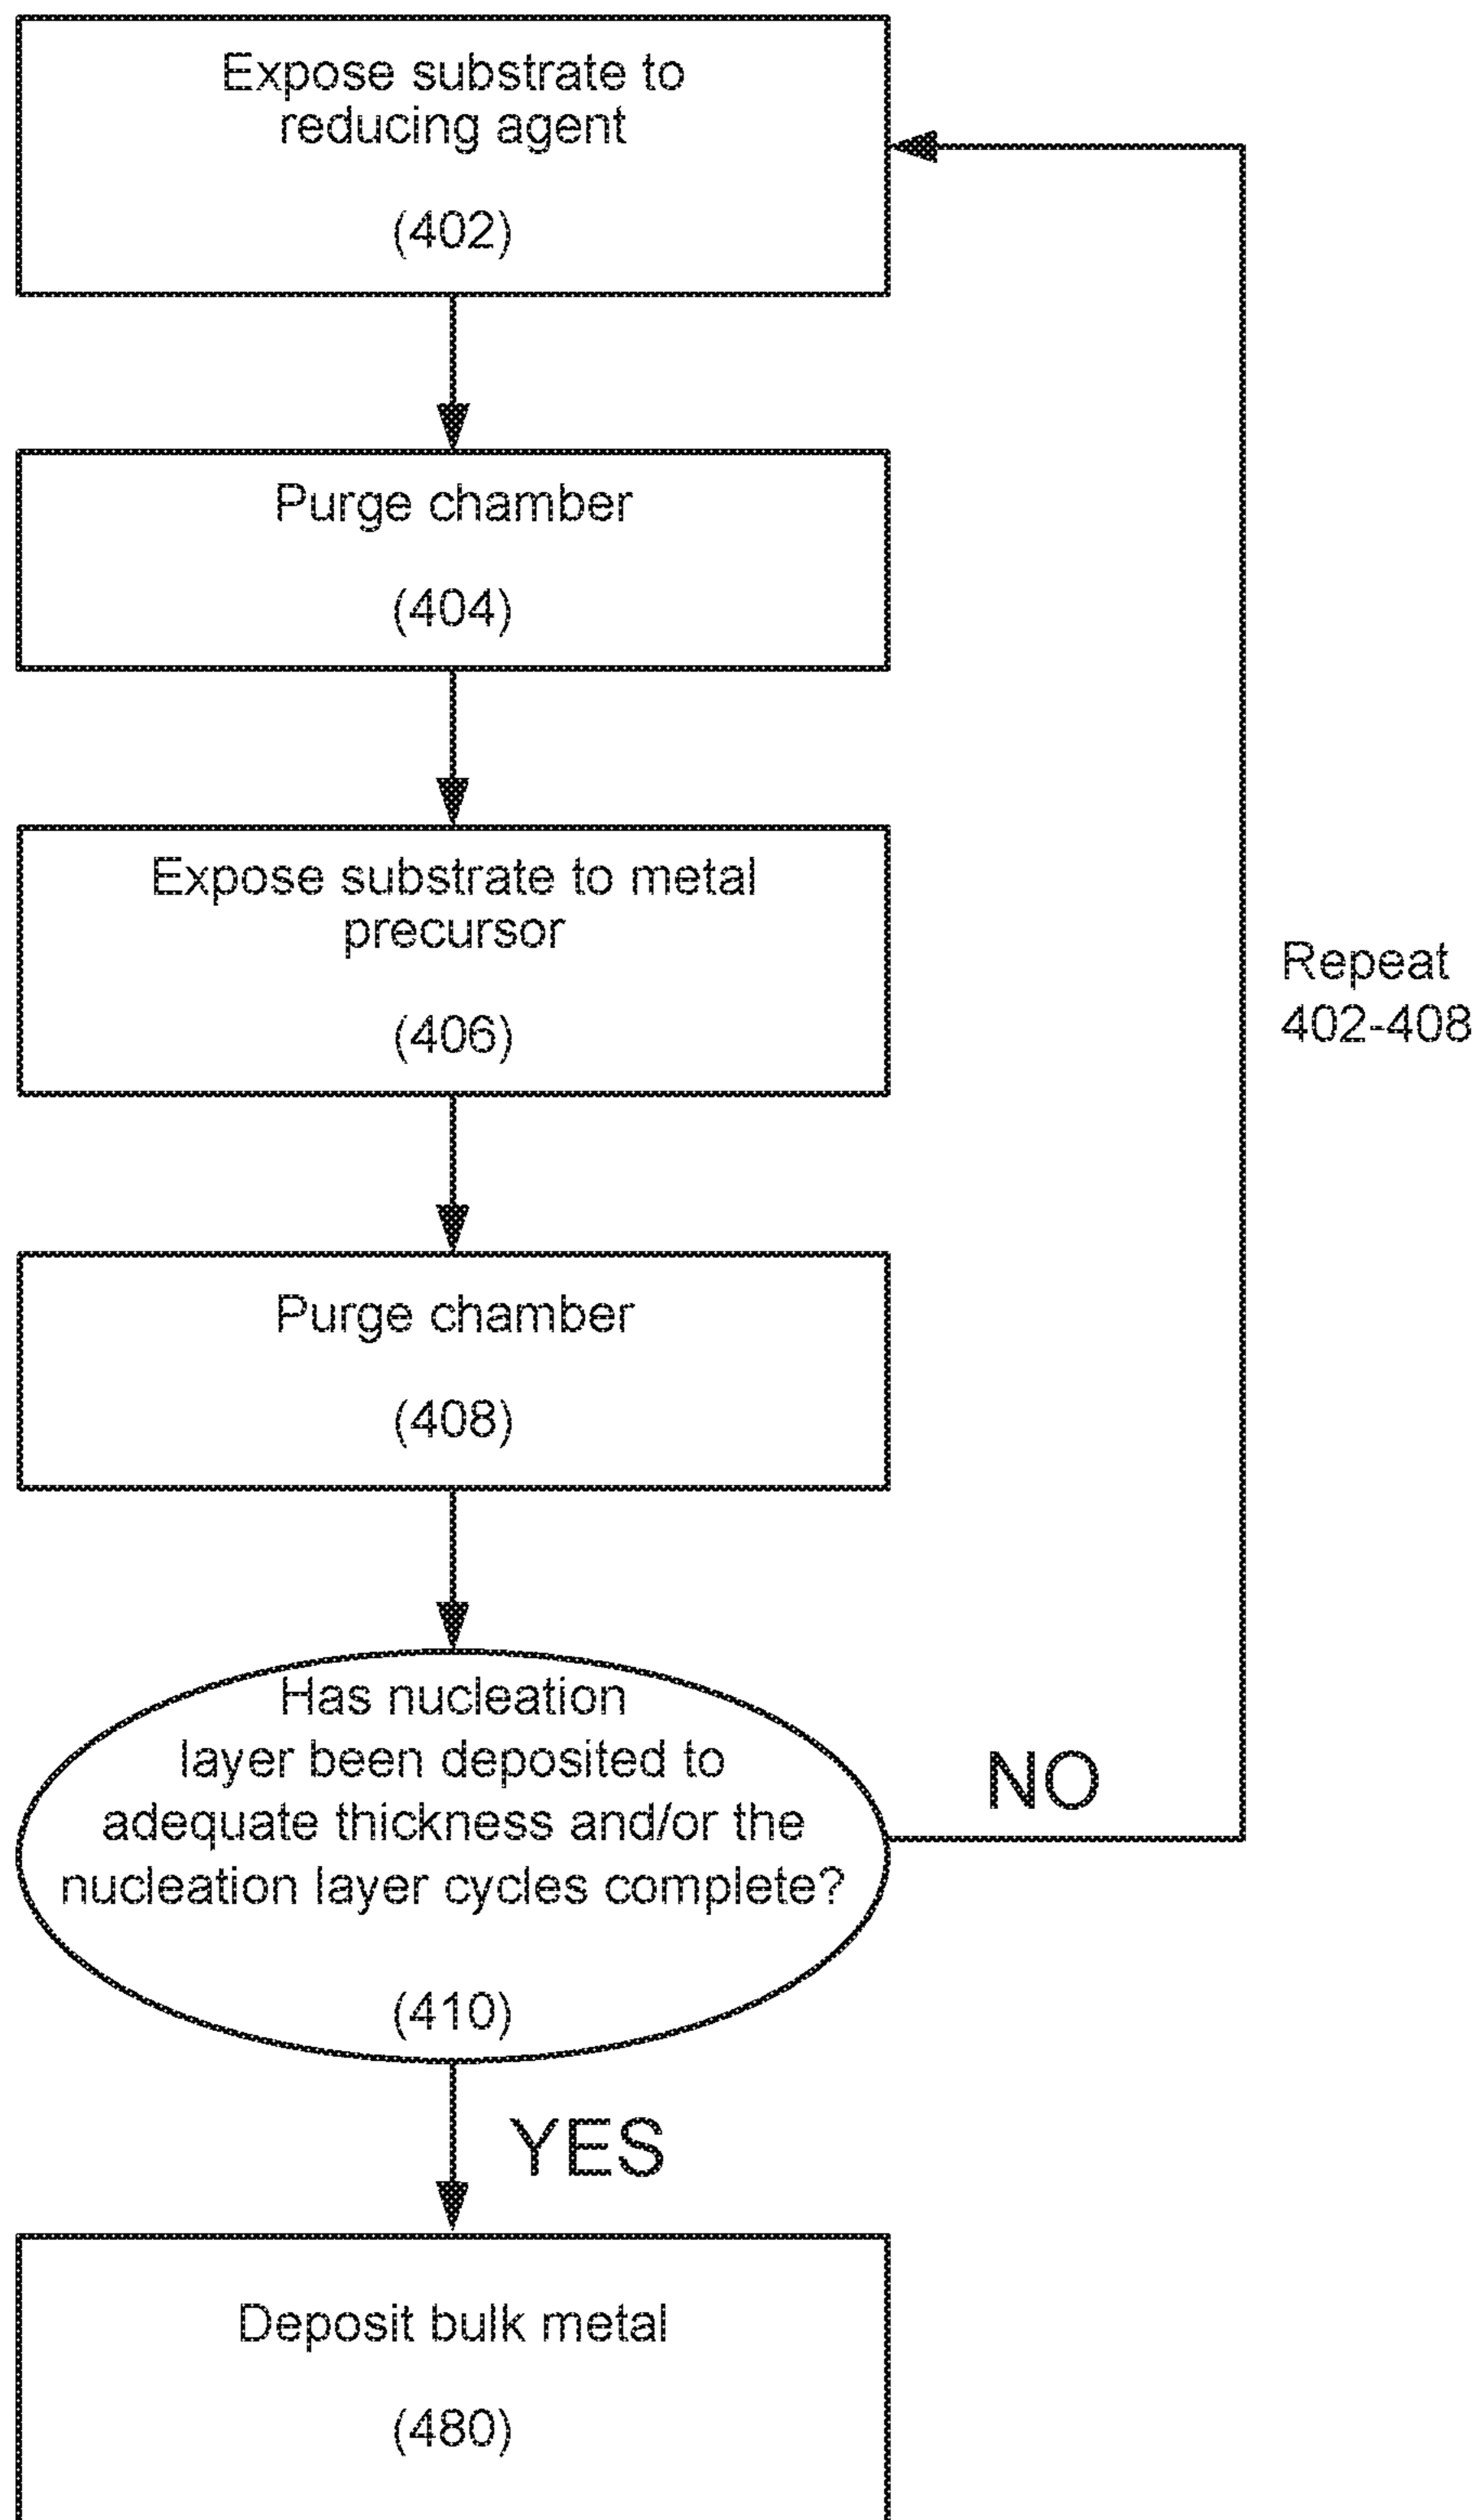 Expose substrate to
reducing agent
(402)
Purge chamber
(404)
Expose substrate to metal
precursor
(406)
Repeat
402-408
Purge chamber
(408)
Has nucleation
layer been deposited to
adequate thickness and/or the
nucleation layer cycles complete?
(410)
NO
YES
Deposit bulk metal
(480)